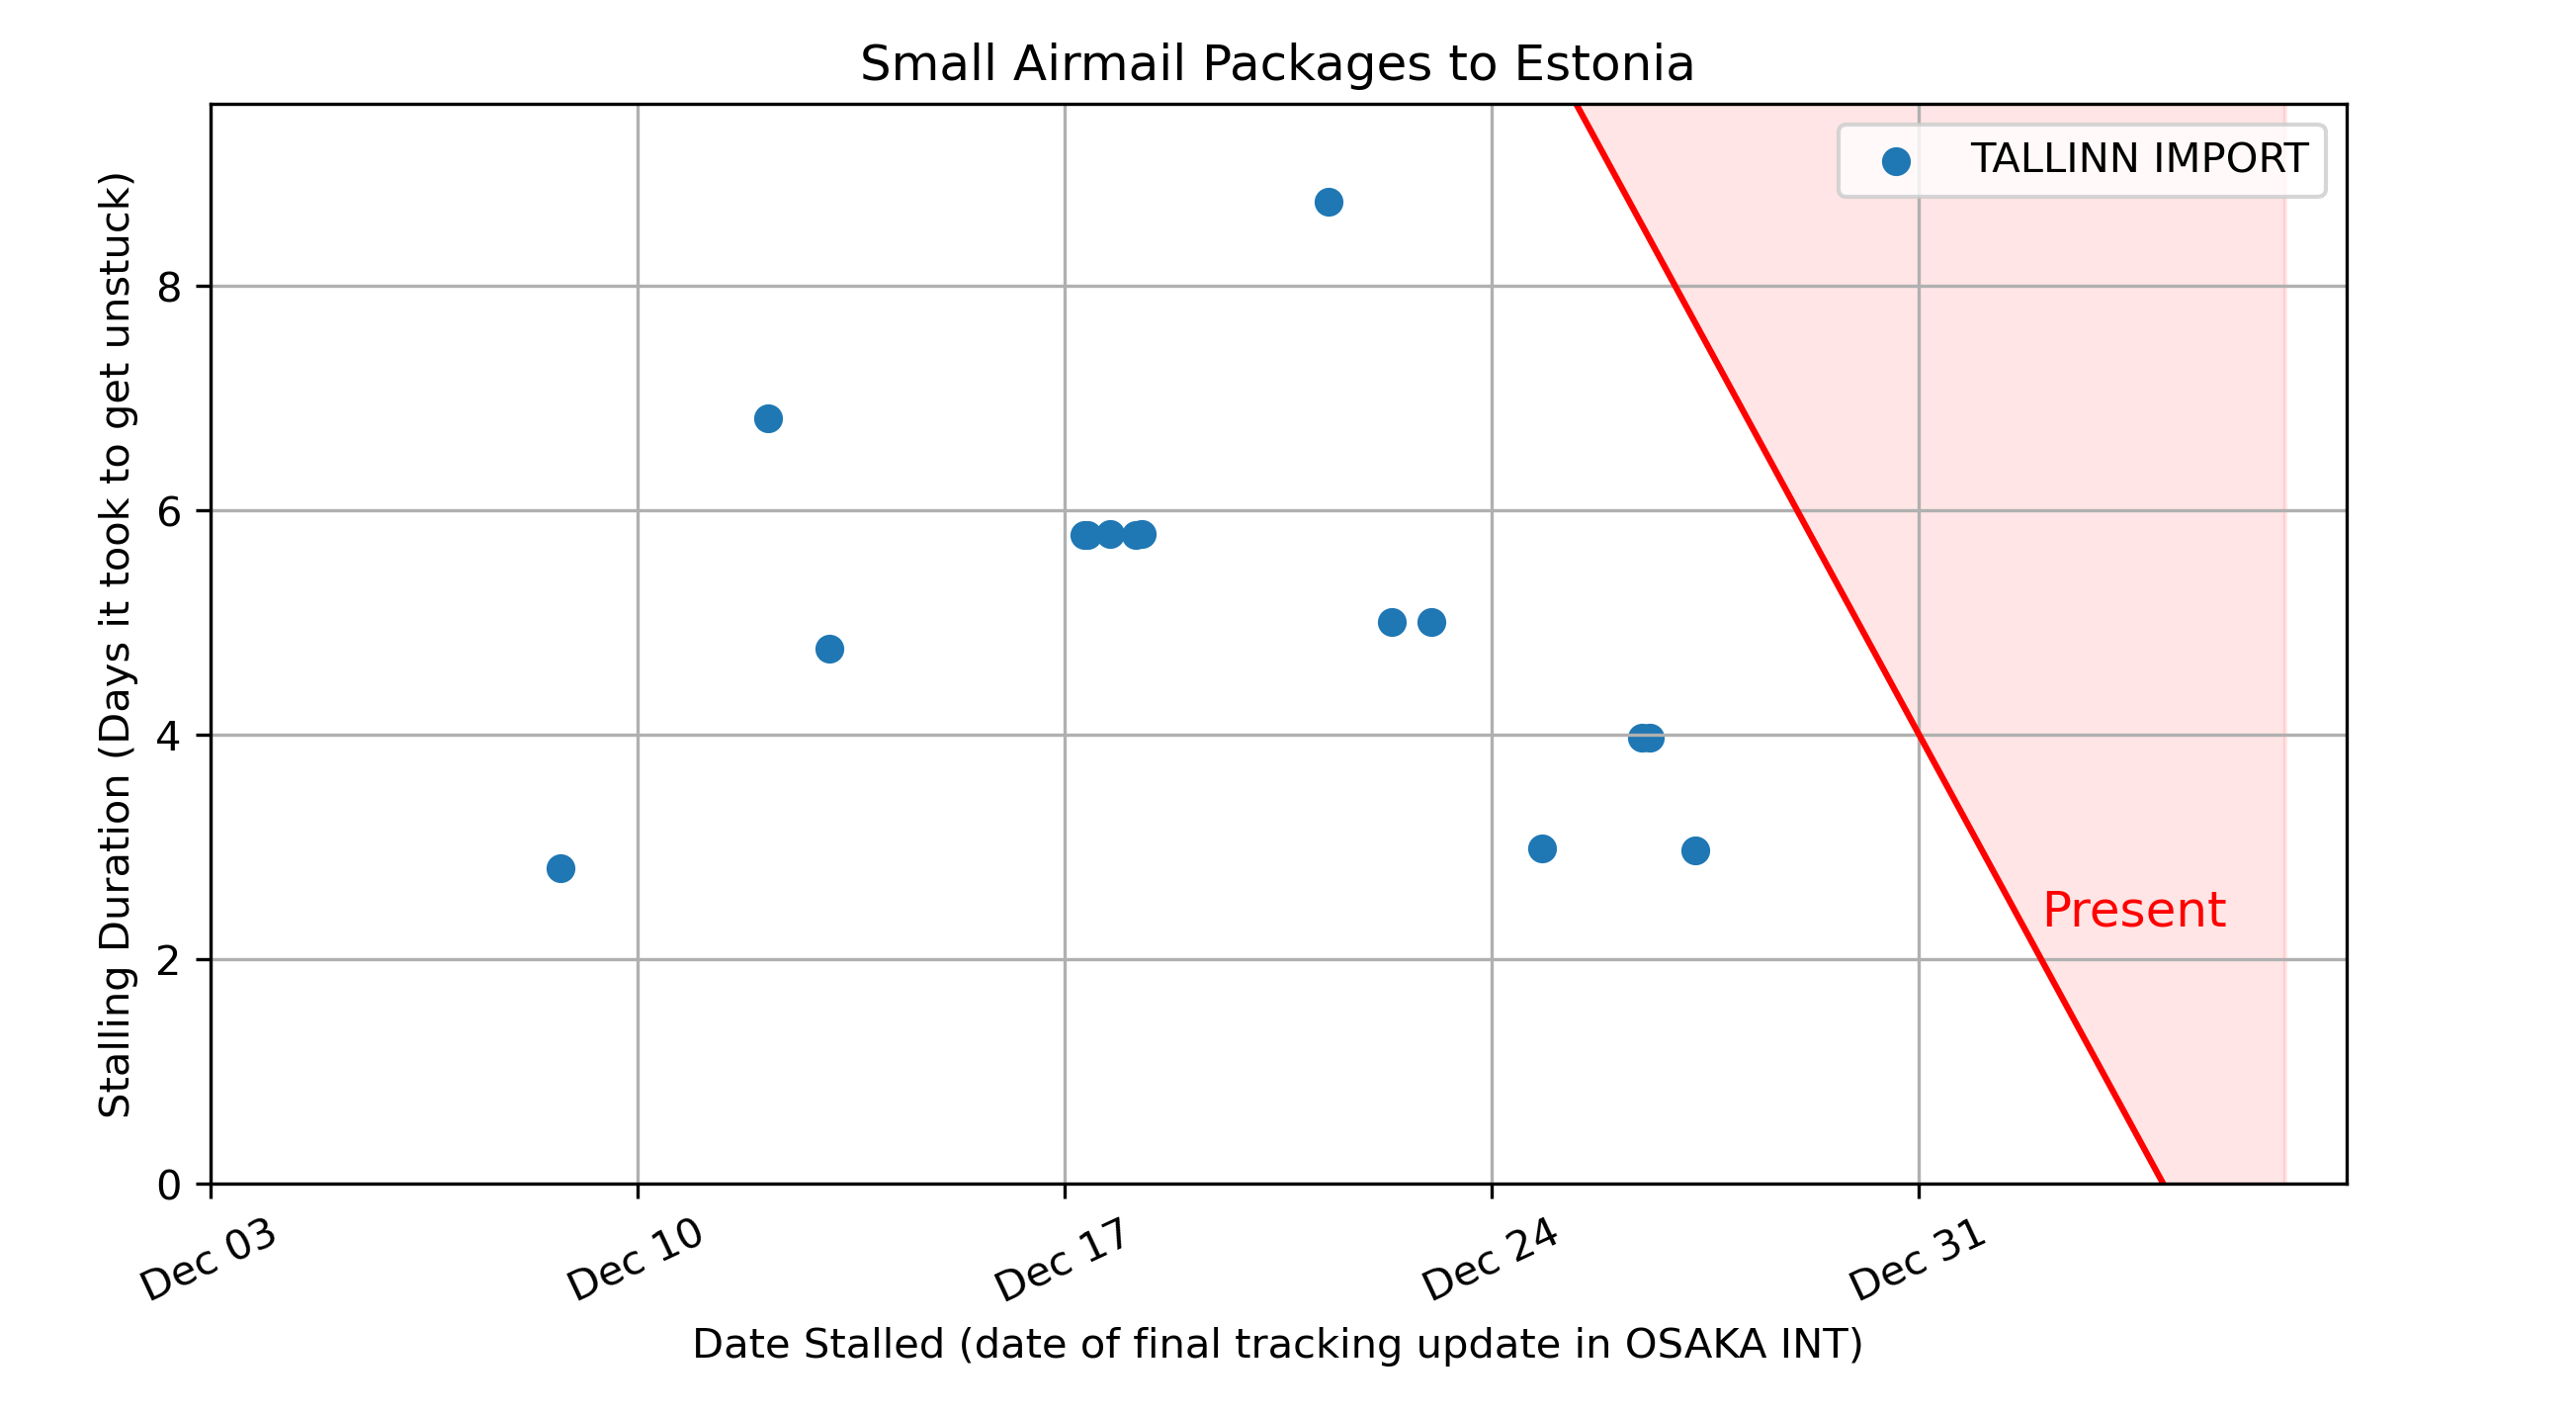 Small Airmail Packages to Estonia
TALLINN IMPORT
Stalling Duration (Days it took to get unstuck)
8
6
4
2
0
Present
Dec 03
Dec 10
Dec 17
Dec 24
Dec 31
Date Stalled (date of final tracking update in OSAKA INT)